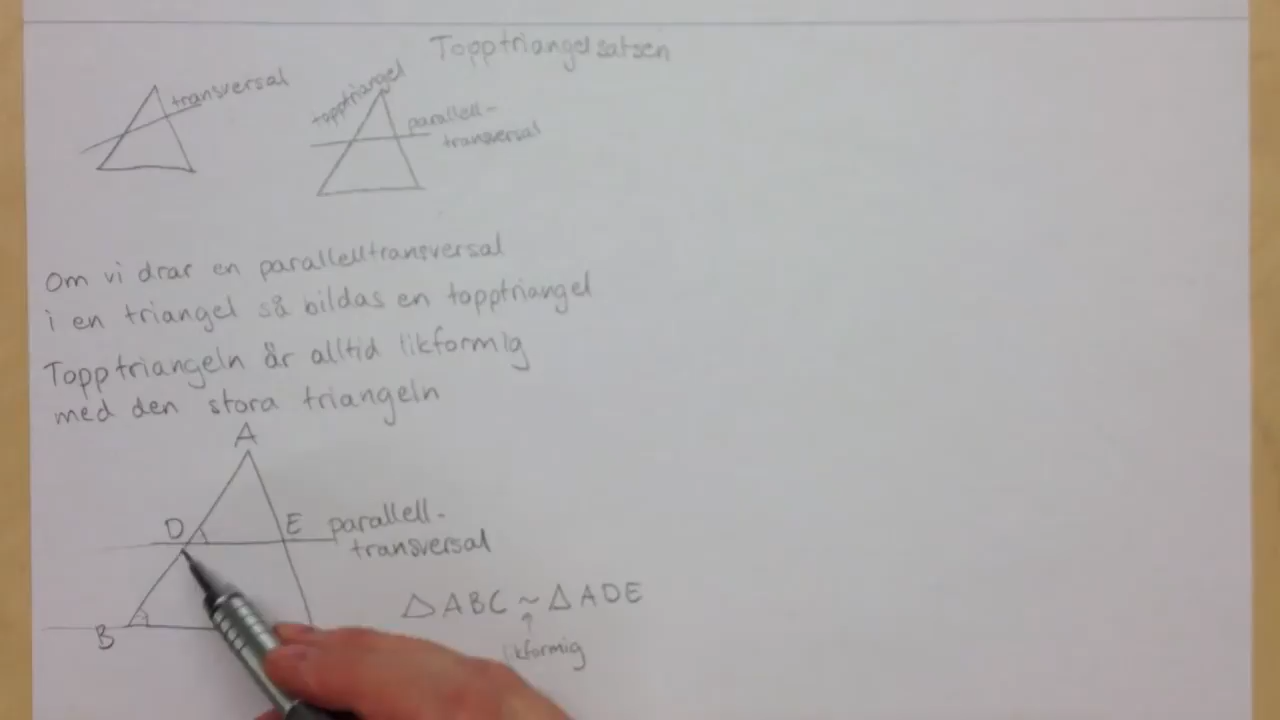 Topptriangelsatsen
transversal
topptriangel
parallell-
transversal
Om vi drar en parallelltransversal
i en triangel så bildas en topptriangel
Topptriangeln är alltid likformig
med den stora triangeln
A
D
E
parallell-
transversal
B
△ABC ~ △ADE
↑
likformig